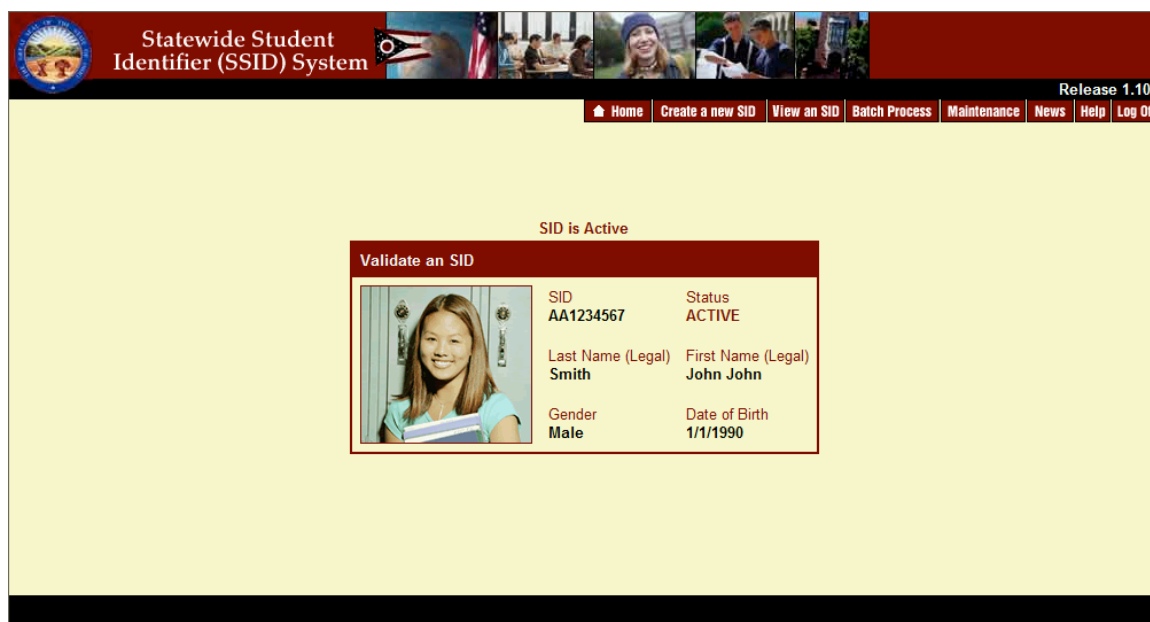 Statewide Student
Identifier (SSID) System
Release 1.10
Home Create a new SID View an SID Batch Process Maintenance News Help Log Of
SID is Active
Validate an SID
SID Status
AA1234567 ACTIVE
Last Name (Legal) First Name (Legal)
Smith John John
Gender Date of Birth
Male 1/1/1990